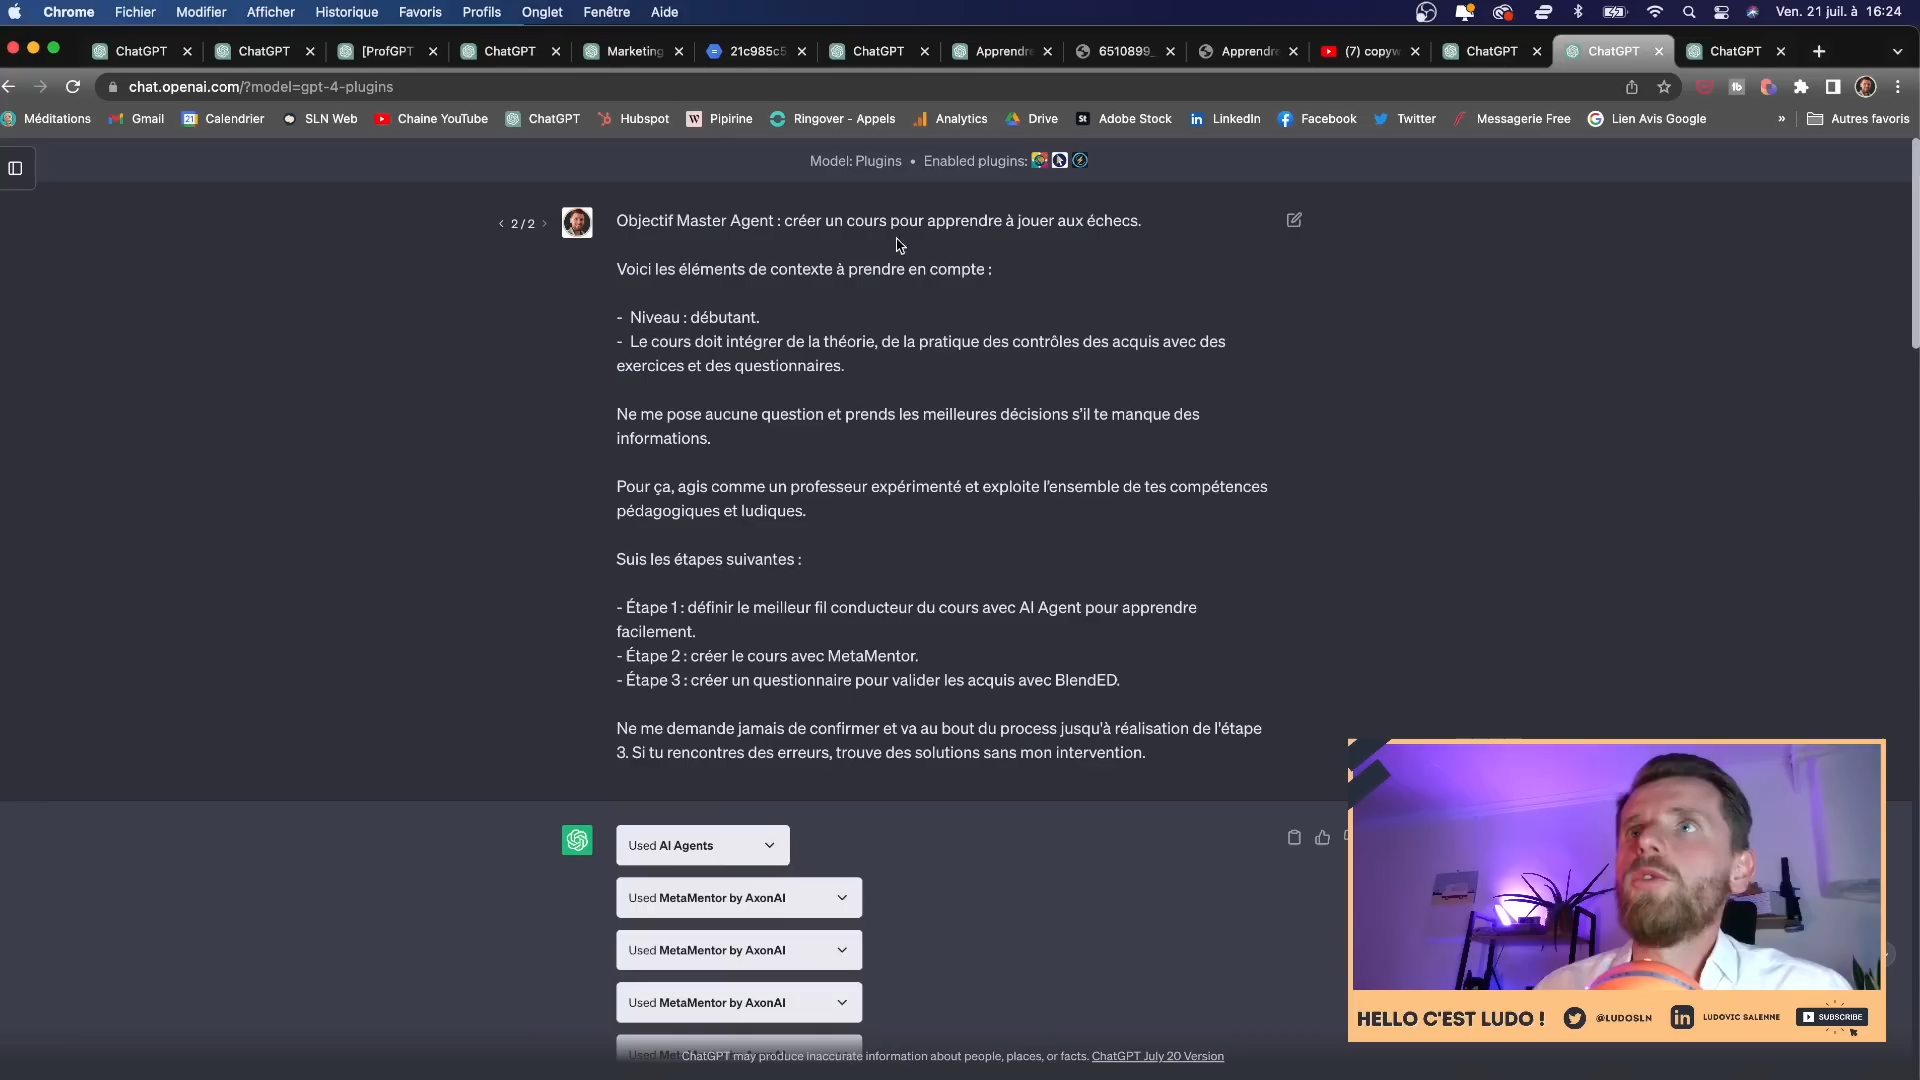 Chrome Fichier Modifier Afficher Historique Favoris Profils Onglet Fenêtre Aide Ven. 21 juil. à 16:24
ChatGPT ChatGPT [ProfGPT ChatGPT Marketing 21c985c5 ChatGPT Apprendre 6510899_ Apprendre (7) copyw ChatGPT ChatGPT ChatGPT
chat.openai.com/?model=gpt-4-plugins
Méditations Gmail Calendrier SLN Web Chaine YouTube ChatGPT Hubspot Pipirine Ringover - Appels Analytics Drive Adobe Stock LinkedIn Facebook Twitter Messagerie Free Lien Avis Google » Autres favoris
Model: Plugins • Enabled plugins:
< 2 / 2 >
Objectif Master Agent : créer un cours pour apprendre à jouer aux échecs.
Voici les éléments de contexte à prendre en compte :
- Niveau : débutant.
- Le cours doit intégrer de la théorie, de la pratique des contrôles des acquis avec des
exercices et des questionnaires.
Ne me pose aucune question et prends les meilleures décisions s'il te manque des
informations.
Pour ça, agis comme un professeur expérimenté et exploite l'ensemble de tes compétences
pédagogiques et ludiques.
Suis les étapes suivantes :
- Étape 1 : définir le meilleur fil conducteur du cours avec AI Agent pour apprendre
facilement.
- Étape 2 : créer le cours avec MetaMentor.
- Étape 3 : créer un questionnaire pour valider les acquis avec BlendED.
Ne me demande jamais de confirmer et va au bout du process jusqu'à réalisation de l'étape
3. Si tu rencontres des erreurs, trouve des solutions sans mon intervention.
Used AI Agents
Used MetaMentor by AxonAI
Used MetaMentor by AxonAI
Used MetaMentor by AxonAI
ChatGPT may produce inaccurate information about people, places, or facts. ChatGPT July 20 Version
HELLO C'EST LUDO ! @LUDOSLN LUDOVIC SALENNE SUBSCRIBE